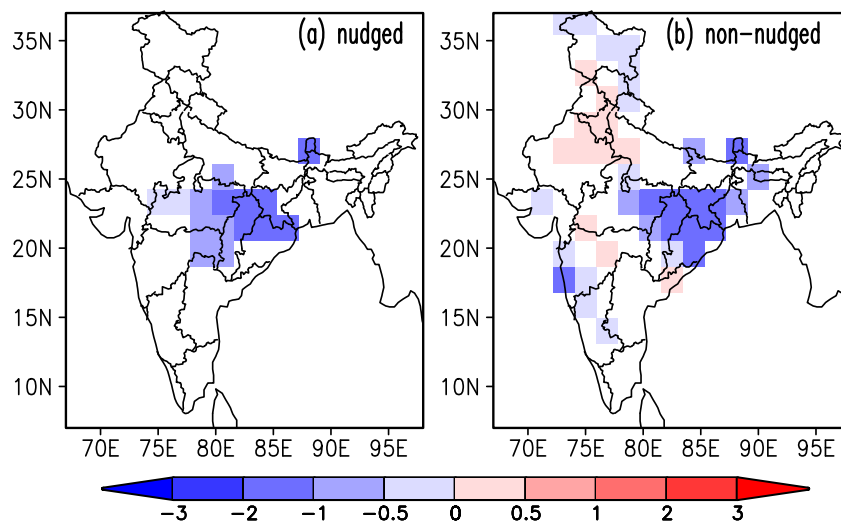 (a) nudged
(b) non-nudged
35N
30N
25N
20N
15N
10N
35N
30N
25N
20N
15N
10N
70E 75E 80E 85E 90E 95E
70E 75E 80E 85E 90E 95E
-3 -2 -1 -0.5 0 0.5 1 2 3